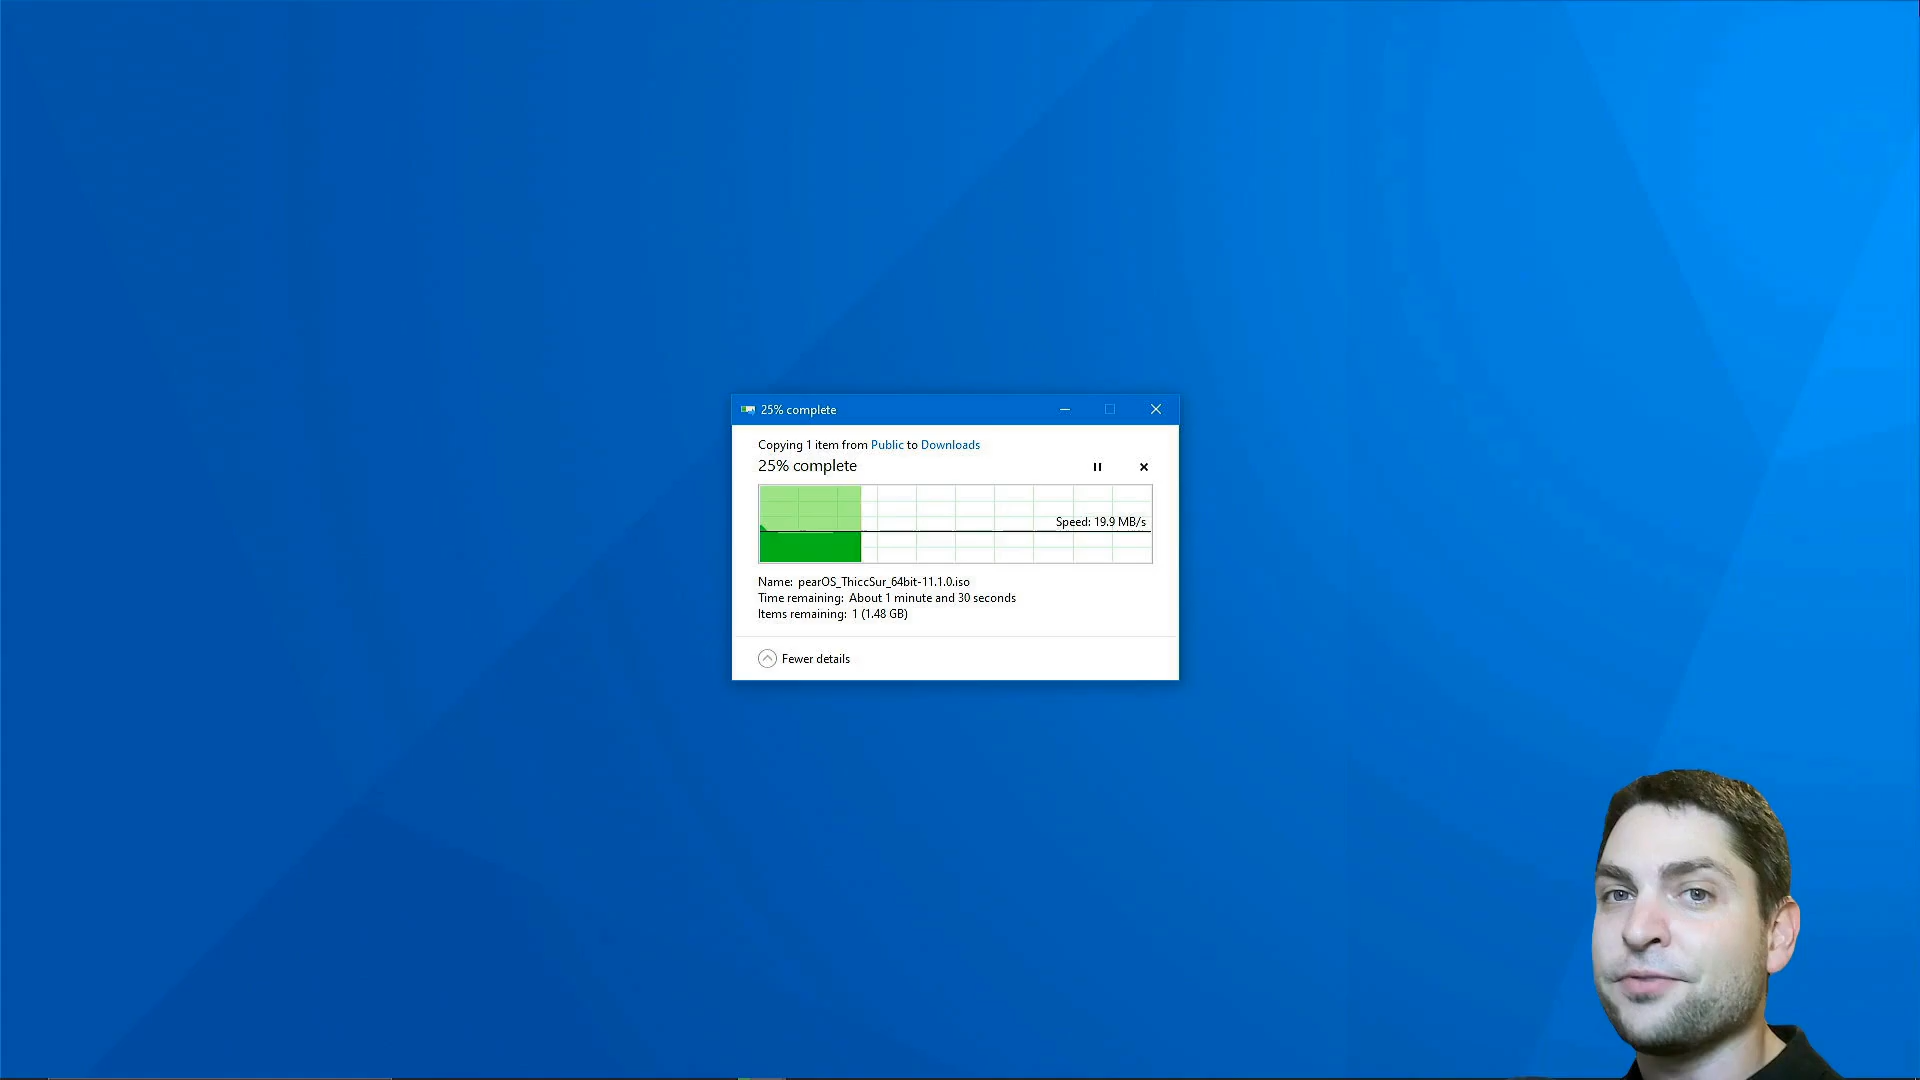 25% complete
Copying 1 item from Public to Downloads
25% complete
Speed: 19.9 MB/s
Name: pearOS_ThiccSur_64bit-11.1.0.iso
Time remaining: About 1 minute and 30 seconds
Items remaining: 1 (1.48 GB)
Fewer details